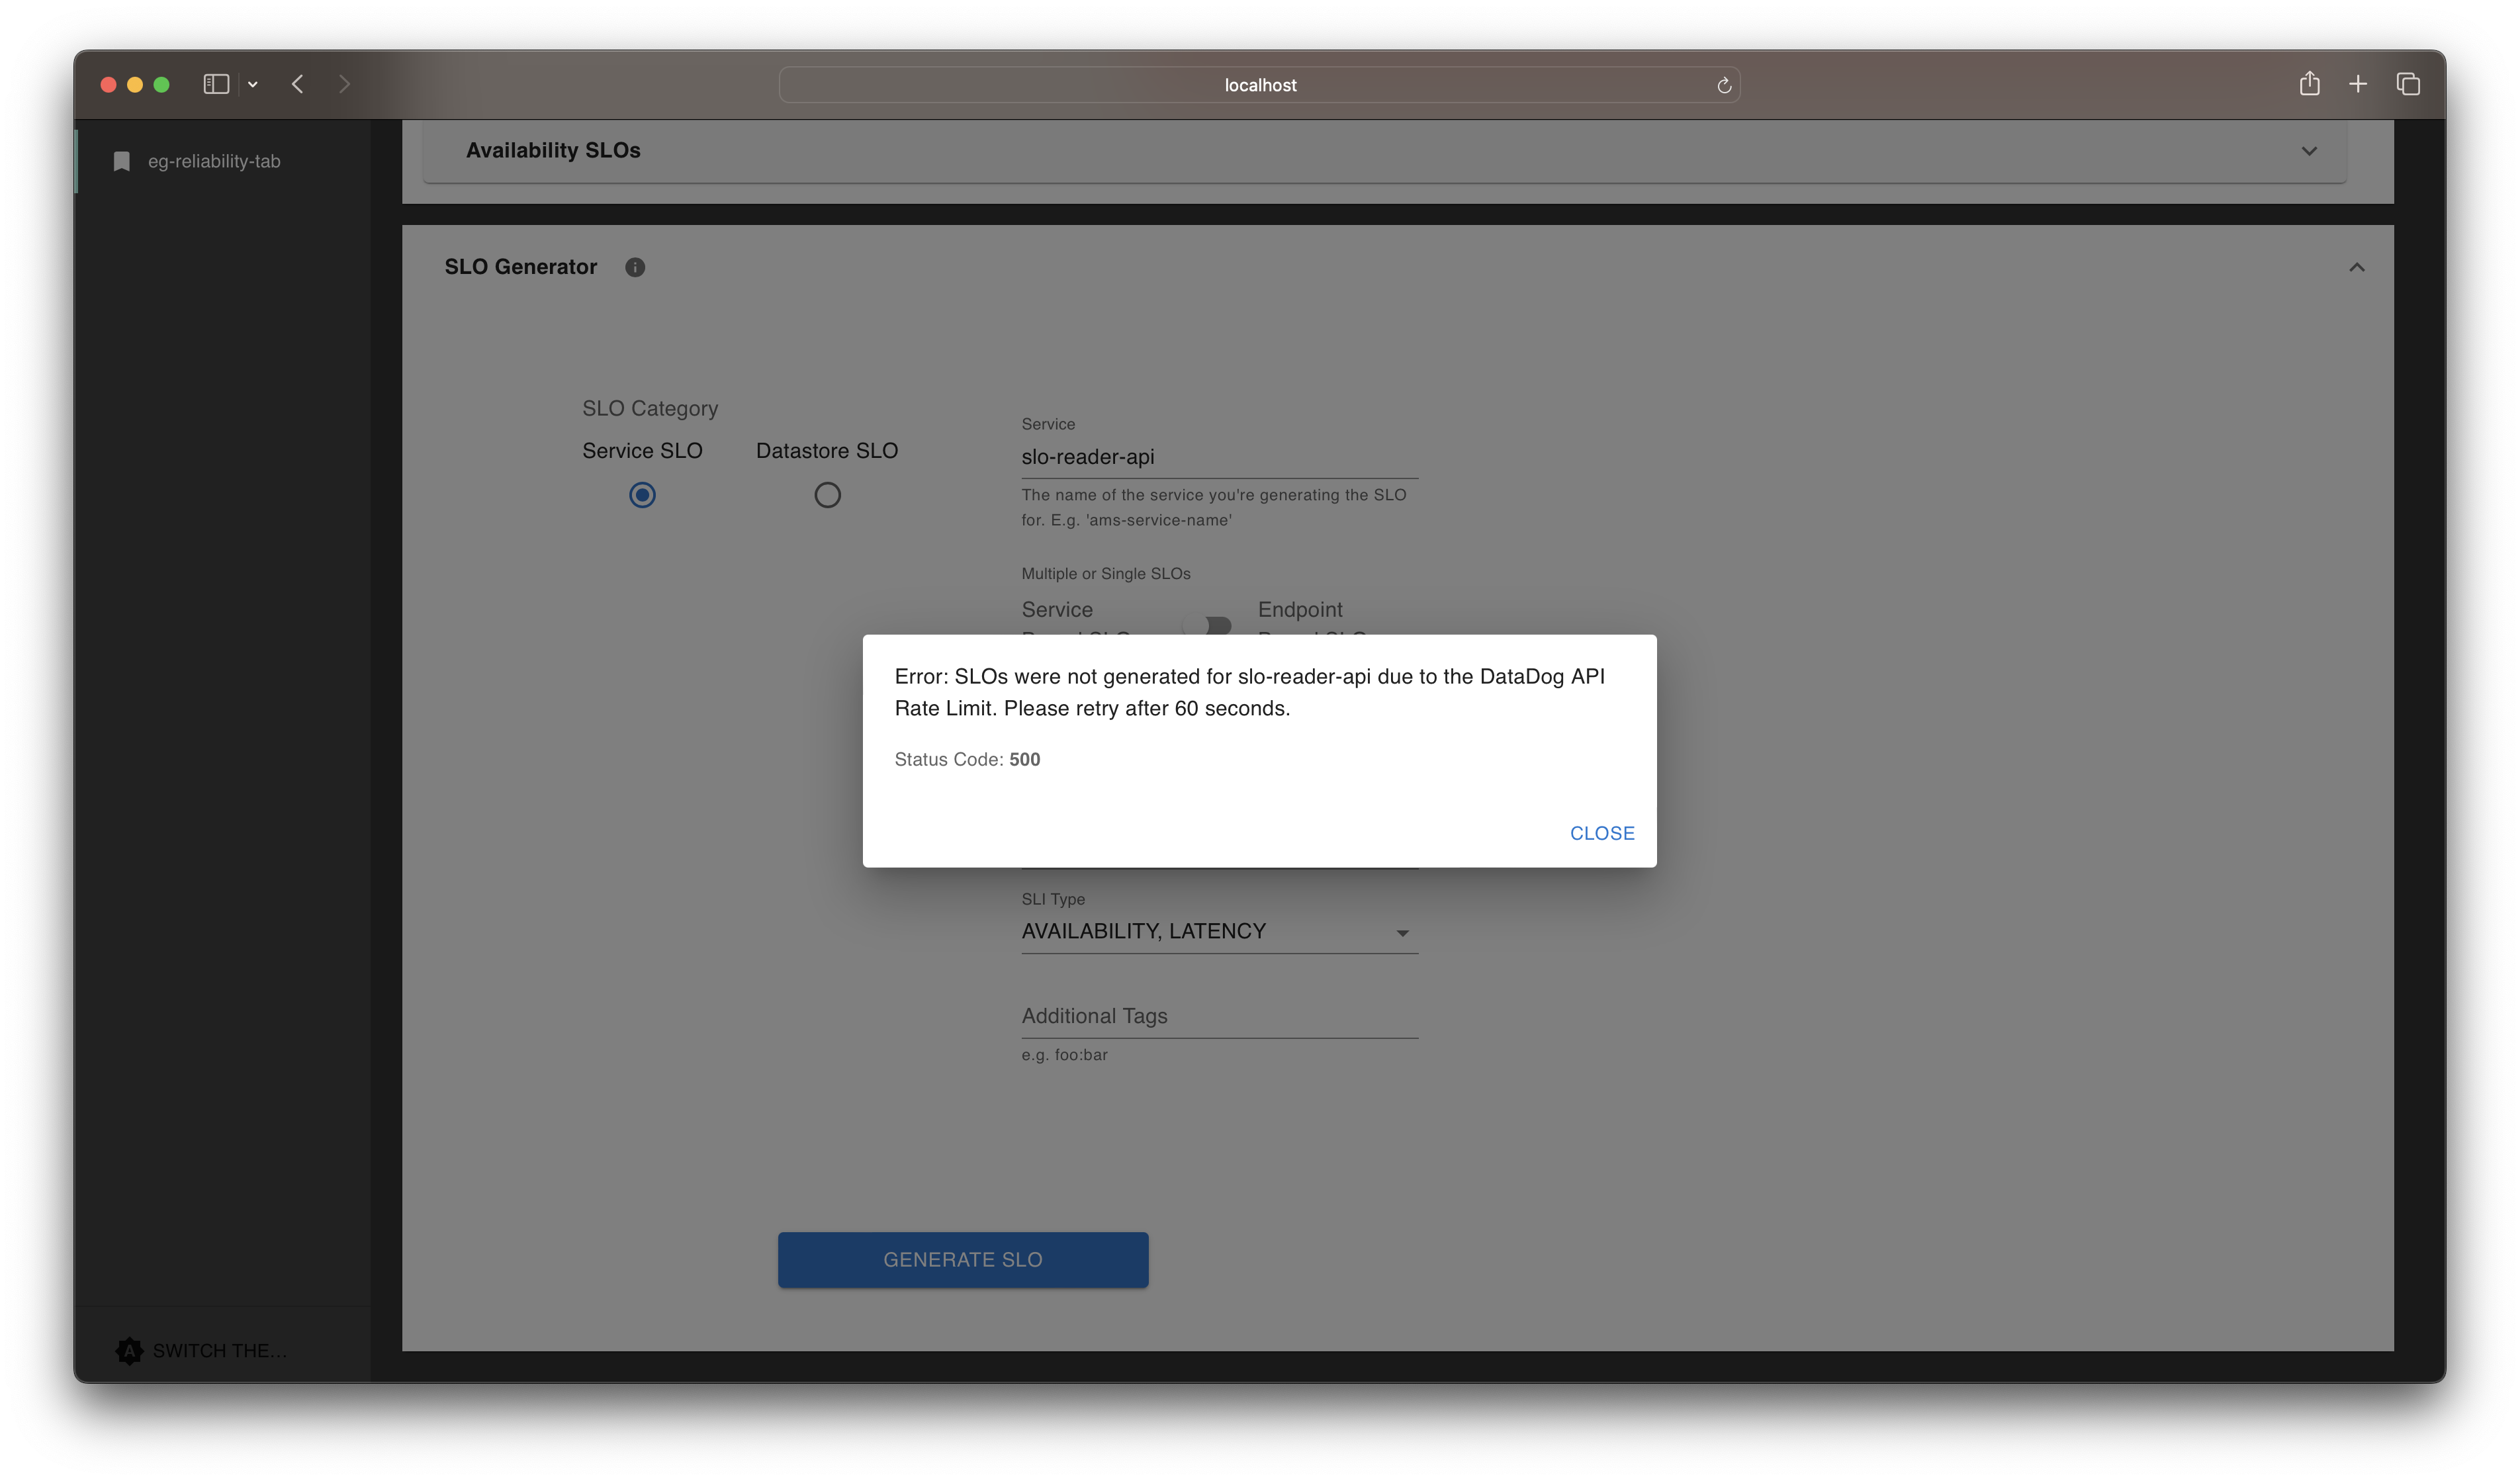 localhost
eg-reliability-tab
Availability SLOs
SLO Generator
SLO Category
Service SLO
Datastore SLO
Service
slo-reader-api
The name of the service you're generating the SLO
for. E.g. 'ams-service-name'
Multiple or Single SLOs
Service
Endpoint
Error: SLOs were not generated for slo-reader-api due to the DataDog API
Rate Limit. Please retry after 60 seconds.
Status Code: 500
CLOSE
SLI Type
AVAILABILITY, LATENCY
Additional Tags
e.g. foo:bar
GENERATE SLO
A SWITCH THE...